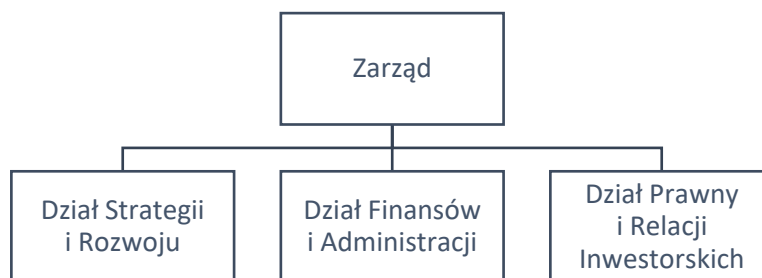 Zarząd
Dział Strategii
i Rozwoju
Dział Finansów
i Administracji
Dział Prawny
i Relacji
Inwestorskich